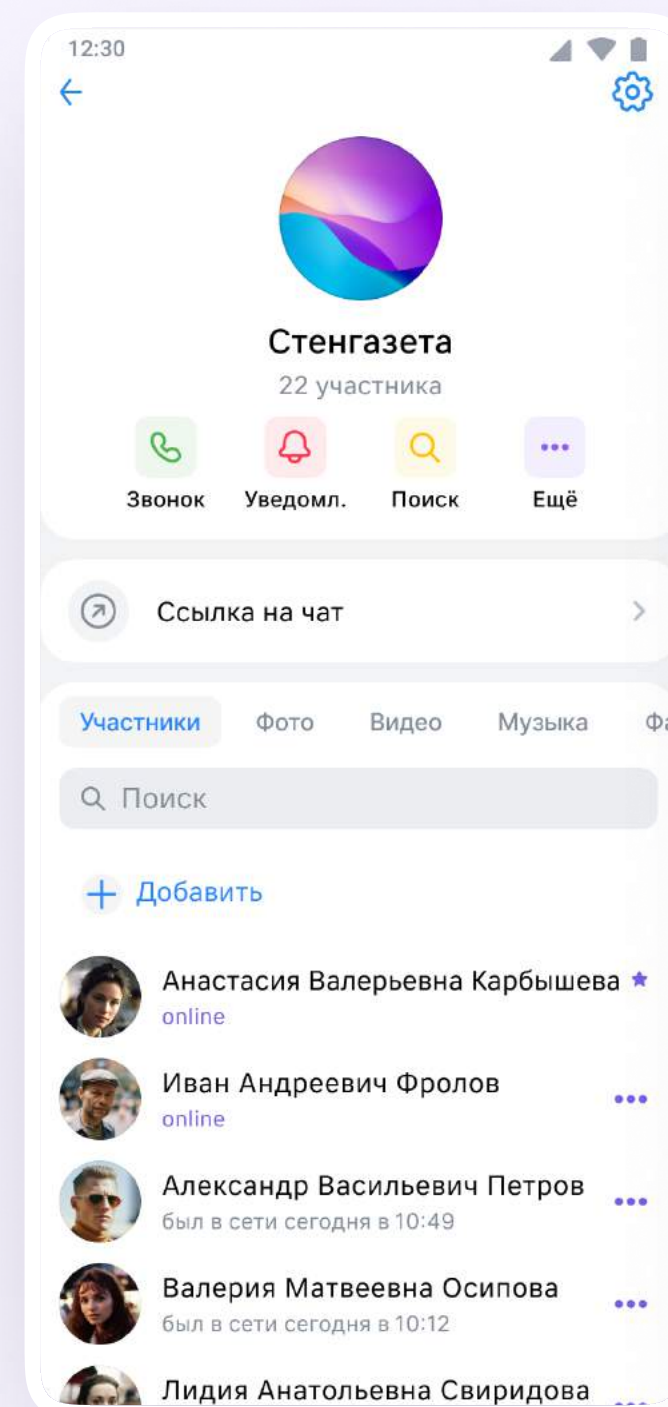 12:30
Стенгазета
22 участника
Звонок Уведомл. Поиск Ещё
Ссылка на чат
Участники Фото Видео Музыка
Поиск
Добавить
Анастасия Валерьевна Карбышева
online
Иван Андреевич Фролов
online
Александр Васильевич Петров
был в сети сегодня в 10:49
Валерия Матвеевна Осипова
был в сети сегодня в 10:12
Лидия Анатольевна Свиридова